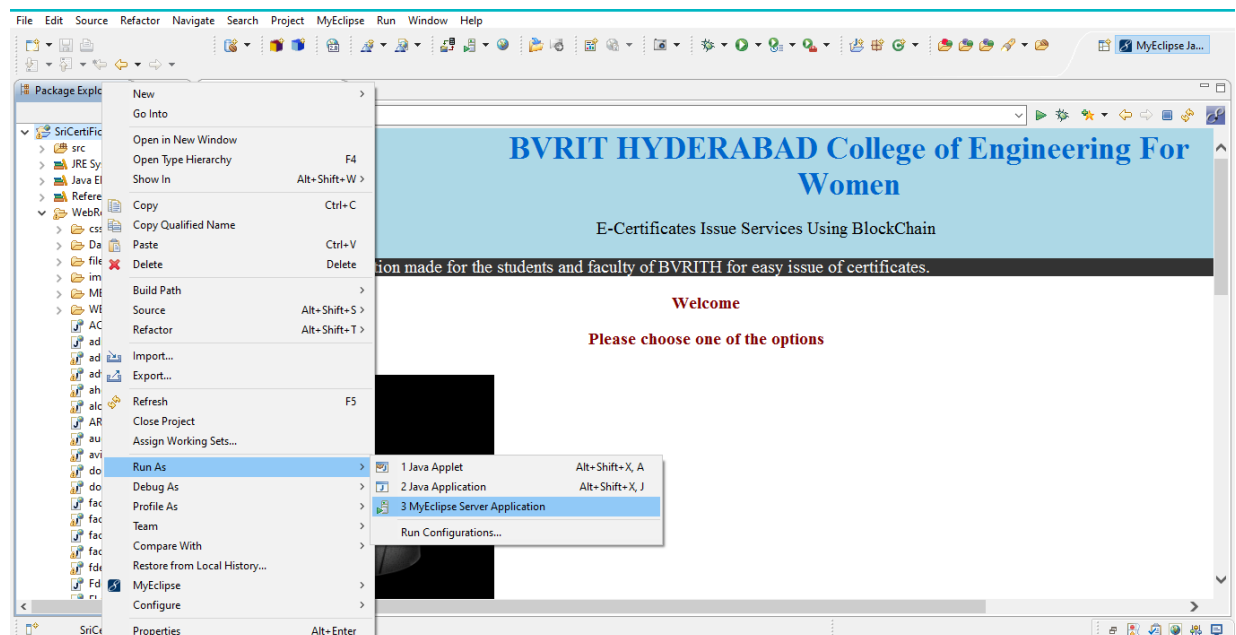 File Edit Source Refactor Navigate Search Project MyEclipse Run Window Help
MyEclipse Ja...
Package Explo
New
Go Into
Open in New Window
Open Type Hierarchy F4
Show In Alt+Shift+W >
Copy Ctrl+C
Copy Qualified Name
Paste Ctrl+V
Delete Delete
Build Path
Source Alt+Shift+S >
Refactor Alt+Shift+T >
Import...
Export...
Refresh F5
Close Project
Assign Working Sets...
Run As
Debug As
Profile As
Team
Compare With
Restore from Local History...
MyEclipse
Configure
Properties Alt+Enter
1 Java Applet Alt+Shift+X, A
2 Java Application Alt+Shift+X, J
3 MyEclipse Server Application
Run Configurations...
SriCertiFic
src
JRE Sy
Java El
Refere
WebR
css
Da
file
im
ME
WE
AC
ad
ad
ad
ah
alc
AR
au
avi
do
do
fac
fac
fac
fac
fde
Fd
SriCe
BVRIT HYDERABAD College of Engineering For
Women
E-Certificates Issue Services Using BlockChain
tion made for the students and faculty of BVRITH for easy issue of certificates.
Welcome
Please choose one of the options